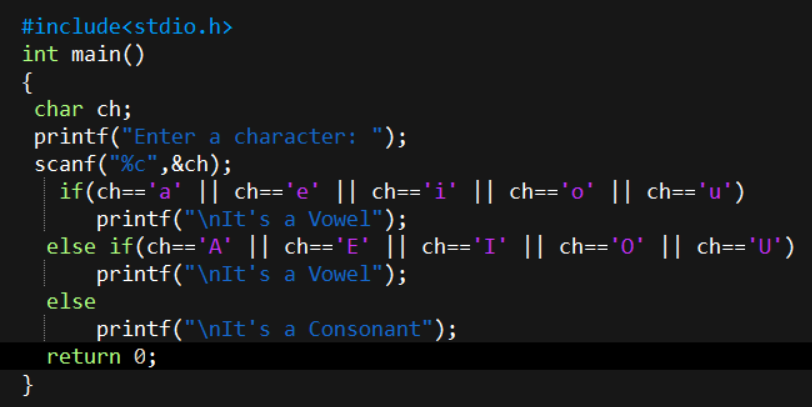 #include<stdio.h>
int main()
{
char ch;
printf("Enter a character: ");
scanf("%c",&ch);
if(ch=='a' || ch=='e' || ch=='i' || ch=='o' || ch=='u')
printf("\nIt's a Vowel");
else if(ch=='A' || ch=='E' || ch=='I' || ch=='O' || ch=='U')
printf("\nIt's a Vowel");
else
printf("\nIt's a Consonant");
return 0;
}